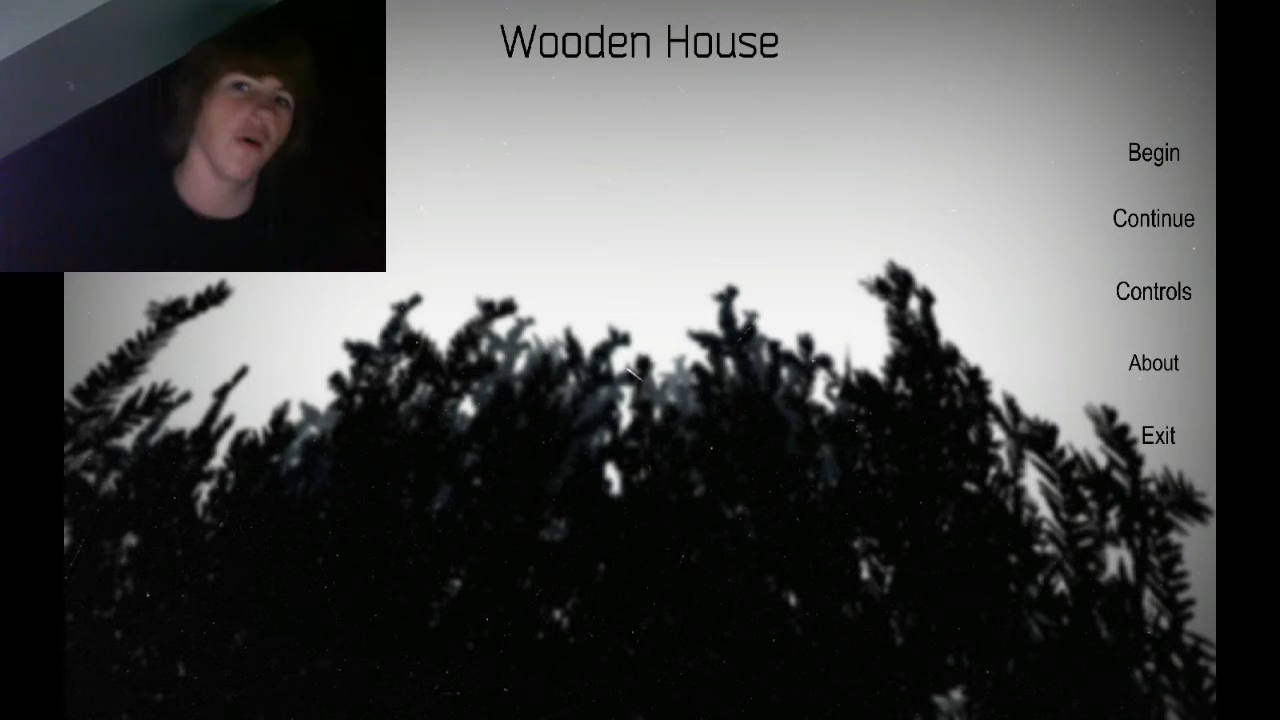 Wooden House
Begin
Continue
Controls
About
Exit